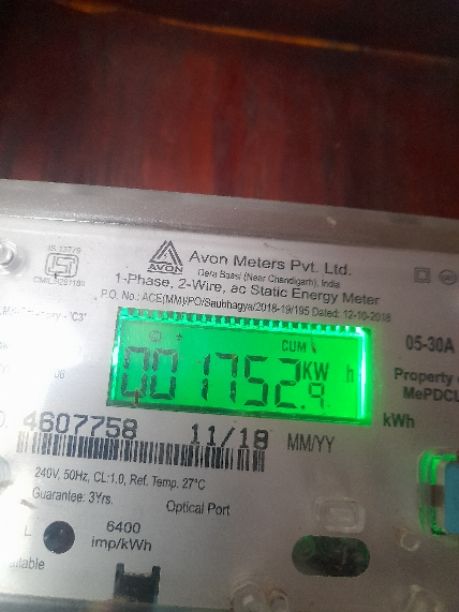 IS 13779
AVON
Avon Meters Pvt. Ltd.
Dera Bassi (Near Chandigarh), India
1-Phase, 2-Wire, ac Static Energy Meter
P.O. No.: ACE(MM)/PO/Saubhagya/2018-19/195 Dated: 12-10-2018
"C3"
05-30A
CUM
001752.9 KW h
Property
MePDCL
kWh
4607758 11/18 MM/YY
240V, 50Hz, CL:1.0, Ref. Temp. 27°C
Guarantee: 3Yrs.
Optical Port
6400
imp/kWh